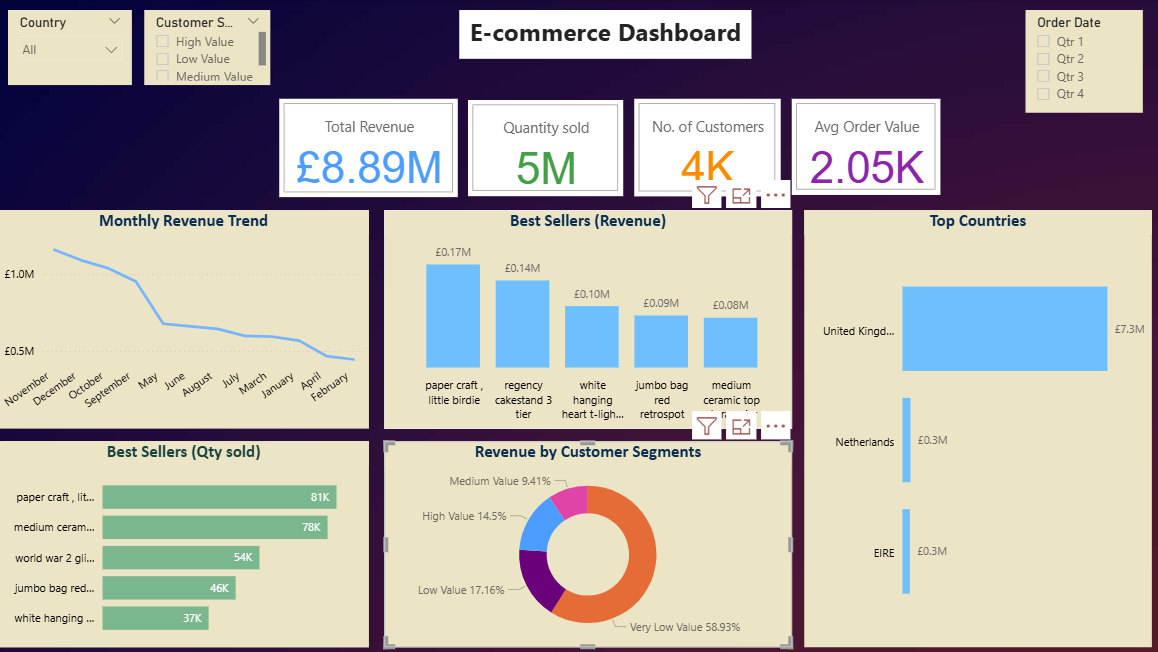 Country
All
Customer S...
High Value
Low Value
Medium Value
E-commerce Dashboard
Order Date
Qtr 1
Qtr 2
Qtr 3
Qtr 4
Total Revenue
£8.89M
Quantity sold
5M
No. of Customers
4K
Avg Order Value
2.05K
Monthly Revenue Trend
£1.0M
£0.5M
November
December
October
September
May
June
August
July
March
January
April
February
Best Sellers (Revenue)
£0.17M
£0.14M
£0.10M
£0.09M
£0.08M
paper craft ,
little birdie
regency
cakestand 3
tier
white
hanging
heart t-ligh...
jumbo bag
red
retrospot
medium
ceramic top
Top Countries
United Kingd...
£7.3M
Netherlands
£0.3M
EIRE
£0.3M
Best Sellers (Qty sold)
paper craft , lit...
81K
medium ceram...
78K
world war 2 gli...
54K
jumbo bag red...
46K
white hanging ...
37K
Revenue by Customer Segments
Medium Value 9.41%
High Value 14.5%
Low Value 17.16%
Very Low Value 58.93%